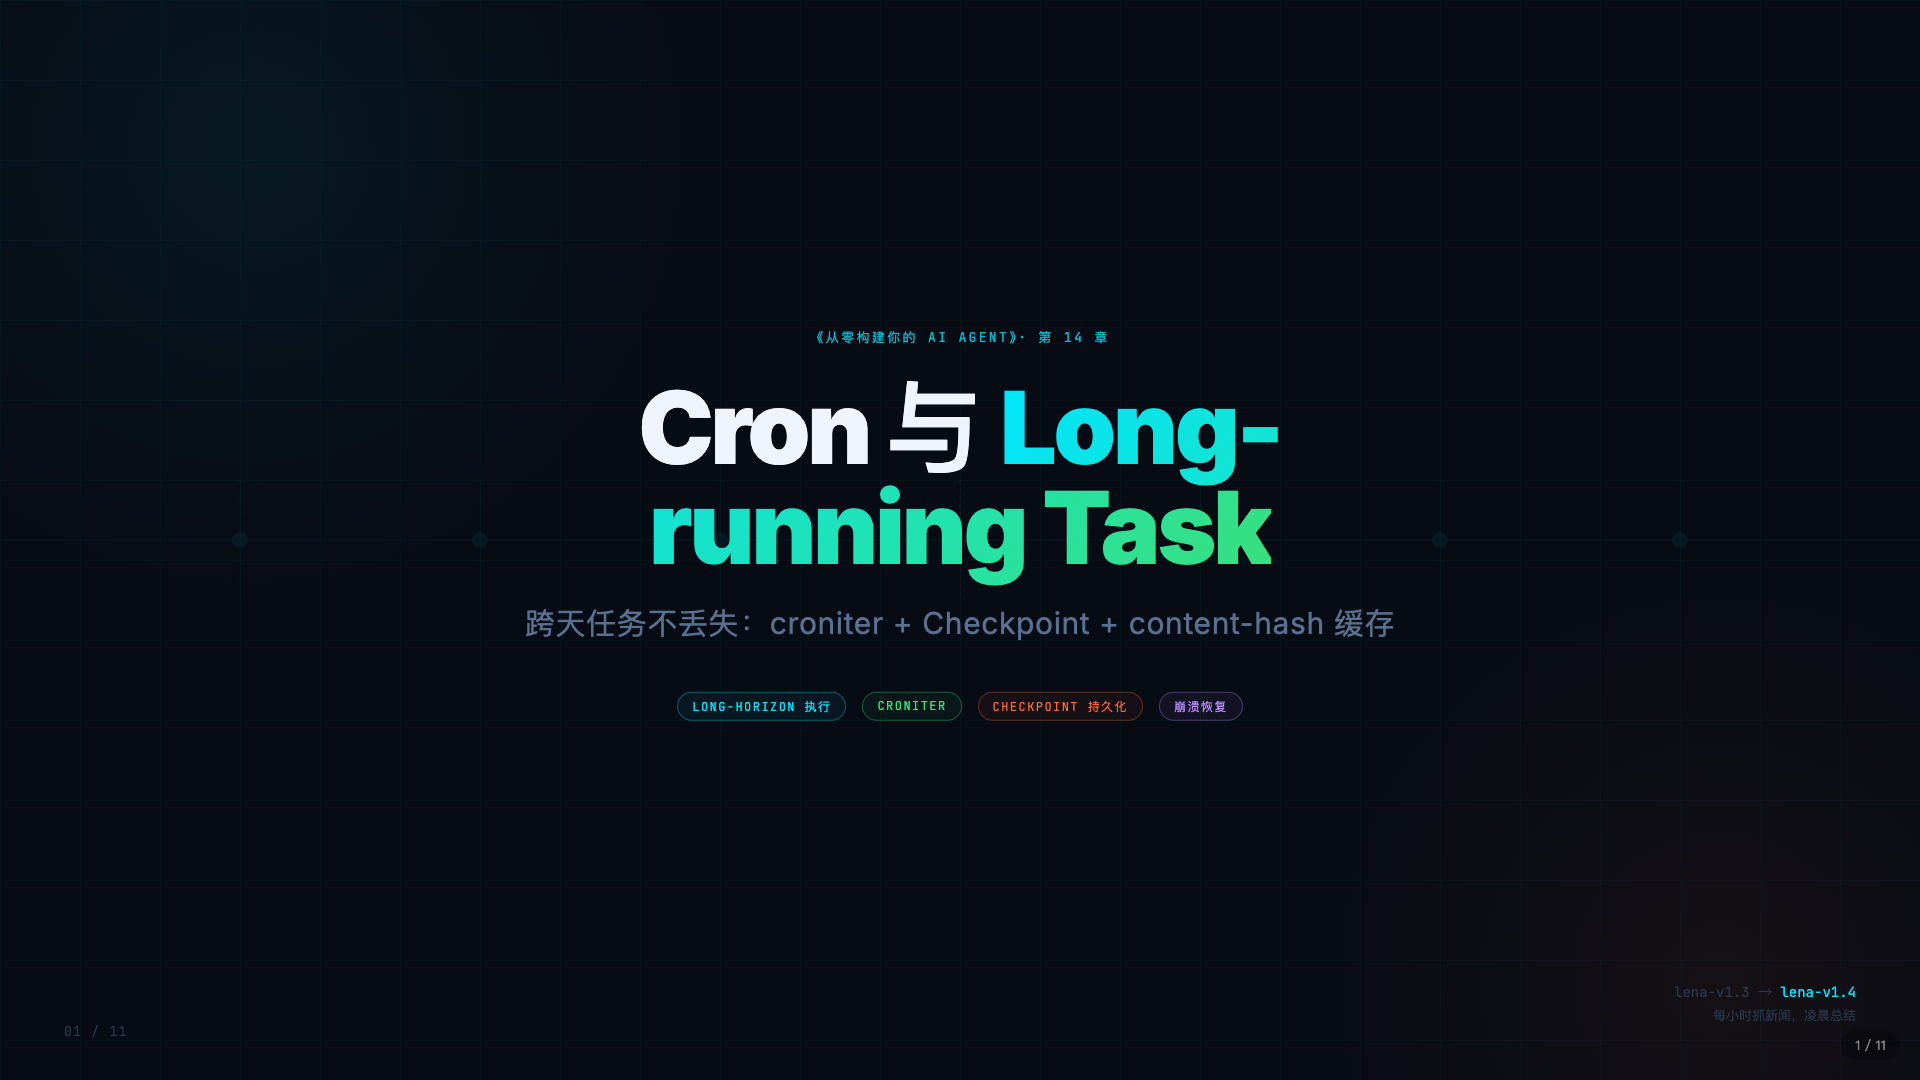 《从零构建你的 AI AGENT》· 第 14 章
Cron 与 Long-
running Task
跨天任务不丢失：croniter + Checkpoint + content-hash 缓存
LONG-HORIZON 执行
CRONITER
CHECKPOINT 持久化
崩溃恢复
lena-v1.3 → lena-v1.4
每小时抓新闻，凌晨总结
01 / 11
1 / 11